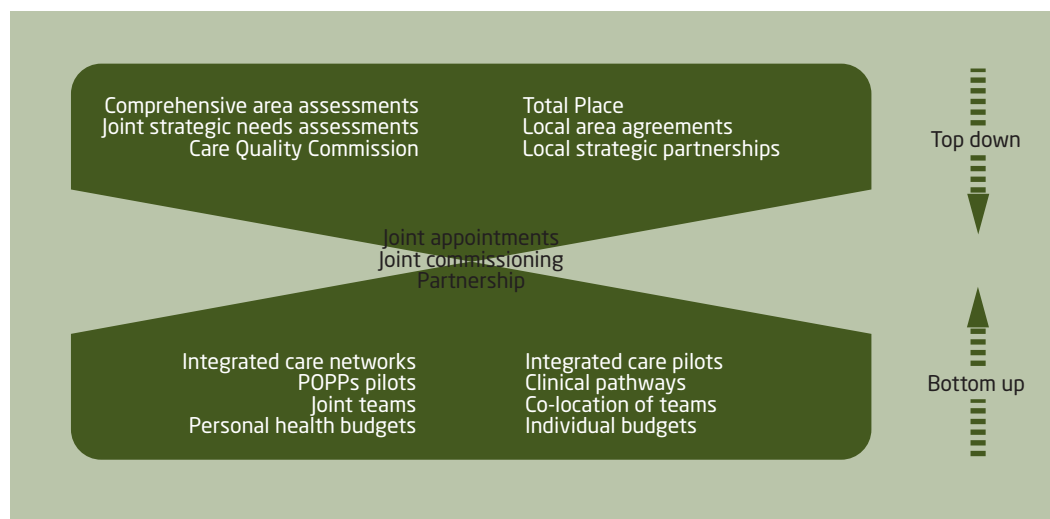 Comprehensive area assessments
Joint strategic needs assessments
Care Quality Commission
Total Place
Local area agreements
Local strategic partnerships
Top down
Joint appointments
Joint commissioning
Partnership
Integrated care networks
POPPs pilots
Joint teams
Personal health budgets
Integrated care pilots
Clinical pathways
Co-location of teams
Individual budgets
Bottom up